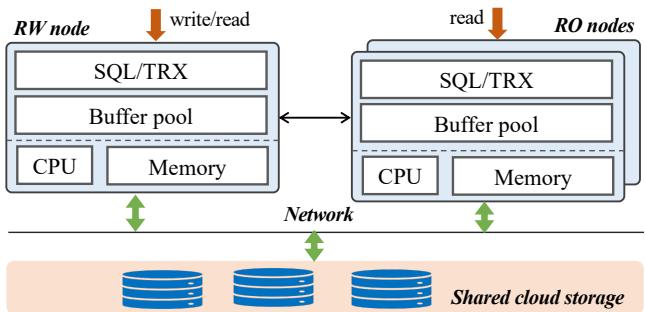 RW node
write/read
SQL/TRX
Buffer pool
CPU
Memory
read
RO nodes
SQL/TRX
Buffer pool
CPU
Memory
Network
Shared cloud storage